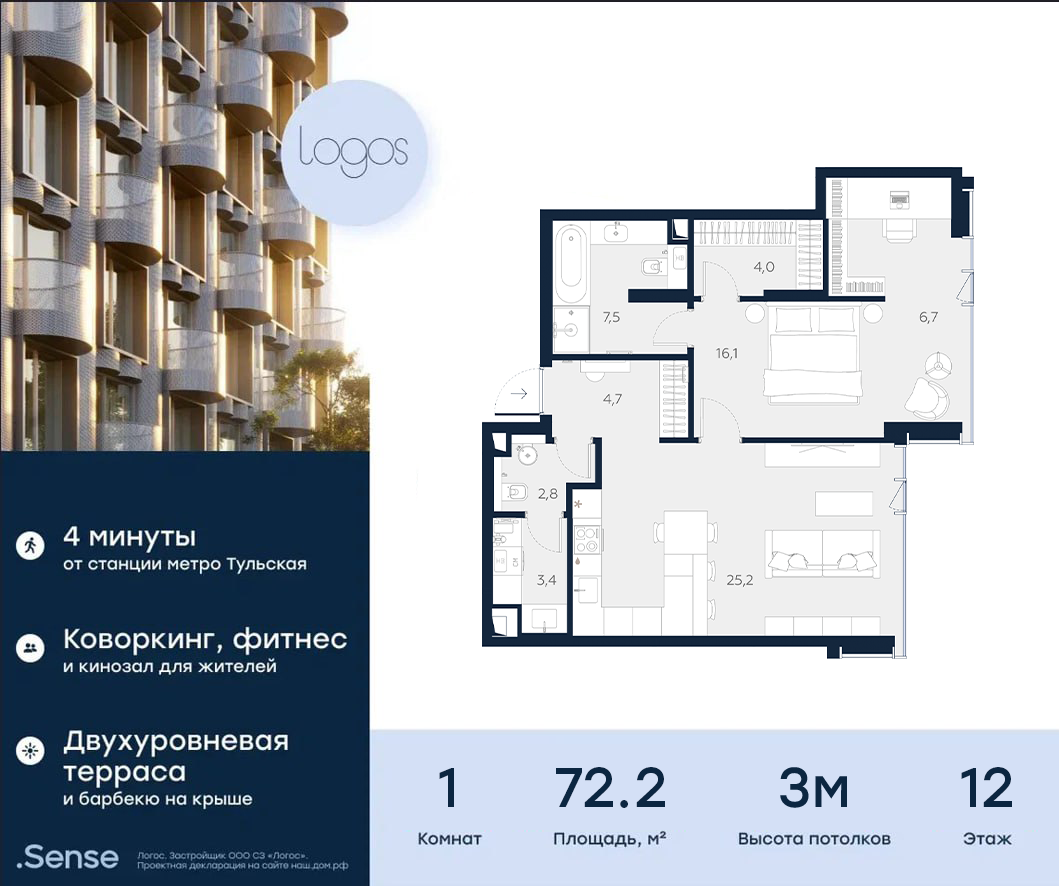 logos
4 минуты
от станции метро Тульская
Коворкинг, фитнес
и кинозал для жителей
Двухуровневая
терраса
и барбекю на крыше
.Sense
Логос. Застройщик ООО СЗ «Логос».
Проектная декларация на сайте наш.дом.рф
4,0
7,5
6,7
16,1
4,7
2,8
3,4
25,2
1
Комнат
72.2
Площадь, м²
3м
Высота потолков
12
Этаж